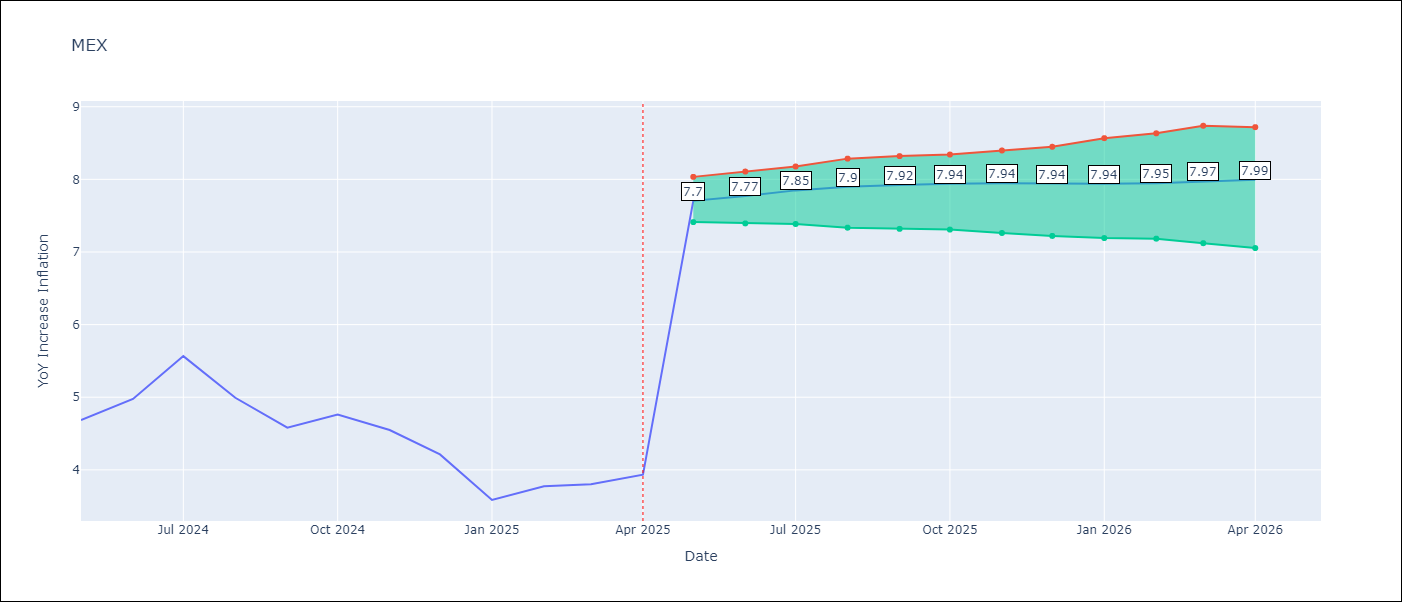 MEX
YoY Increase Inflation
9
8
7
6
5
4
7.7
7.77
7.85
7.9
7.92
7.94
7.94
7.94
7.94
7.95
7.97
7.99
Jul 2024
Oct 2024
Jan 2025
Apr 2025
Jul 2025
Oct 2025
Jan 2026
Apr 2026
Date